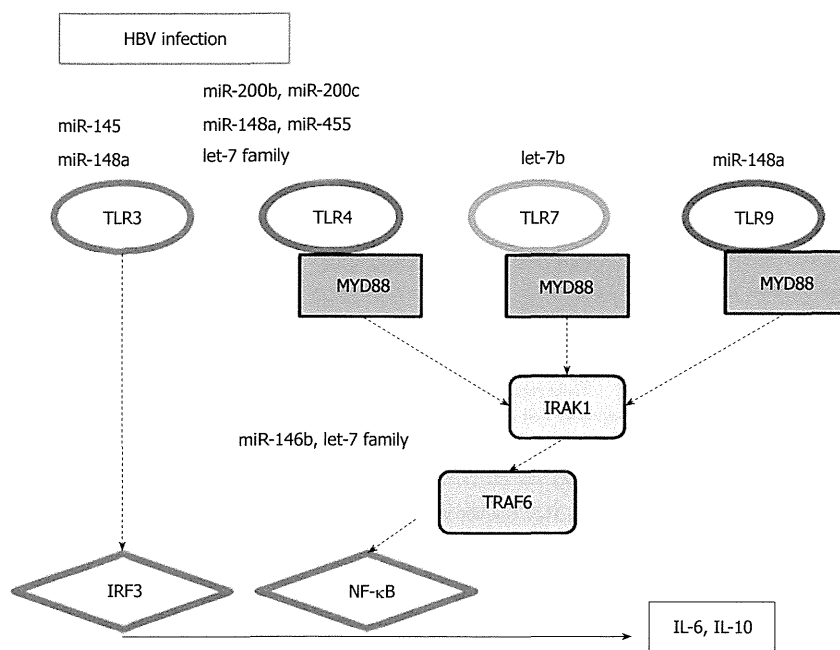 HBV infection
miR-200b, miR-200c
miR-145
miR-148a, miR-455
miR-148a
let-7 family
let-7b
miR-148a
TLR3
TLR4
TLR7
TLR9
MYD88
MYD88
MYD88
IRAK1
miR-146b, let-7 family
TRAF6
IRF3
NF-κB
IL-6, IL-10